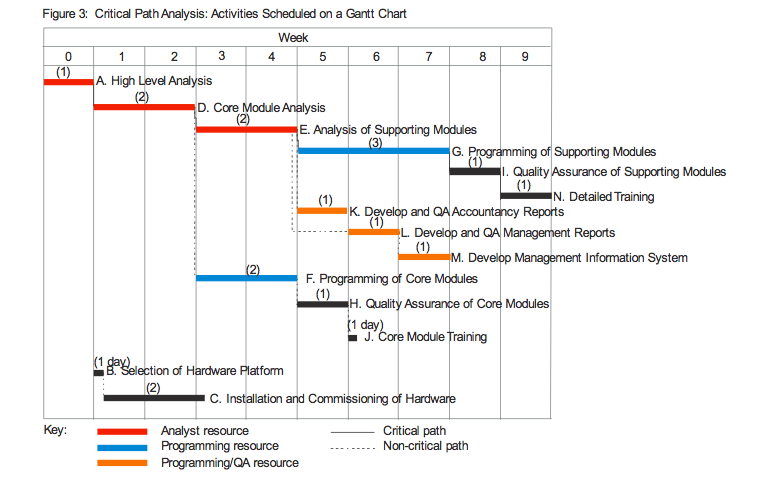 Figure 3: Critical Path Analysis: Activities Scheduled on a Gantt Chart
Week
0 1 2 3 4 5 6 7 8 9
(1)
A. High Level Analysis
(2)
D. Core Module Analysis
(2)
E. Analysis of Supporting Modules
(3)
G. Programming of Supporting Modules
(1)
I. Quality Assurance of Supporting Modules
(1)
N. Detailed Training
(1)
K. Develop and QA Accountancy Reports
(1)
L. Develop and QA Management Reports
(1)
M. Develop Management Information System
(2)
F. Programming of Core Modules
(1)
H. Quality Assurance of Core Modules
(1 day)
J. Core Module Training
(1 day)
B. Selection of Hardware Platform
(2)
C. Installation and Commissioning of Hardware
Key:
Analyst resource
Critical path
Programming resource
Non-critical path
Programming/QA resource